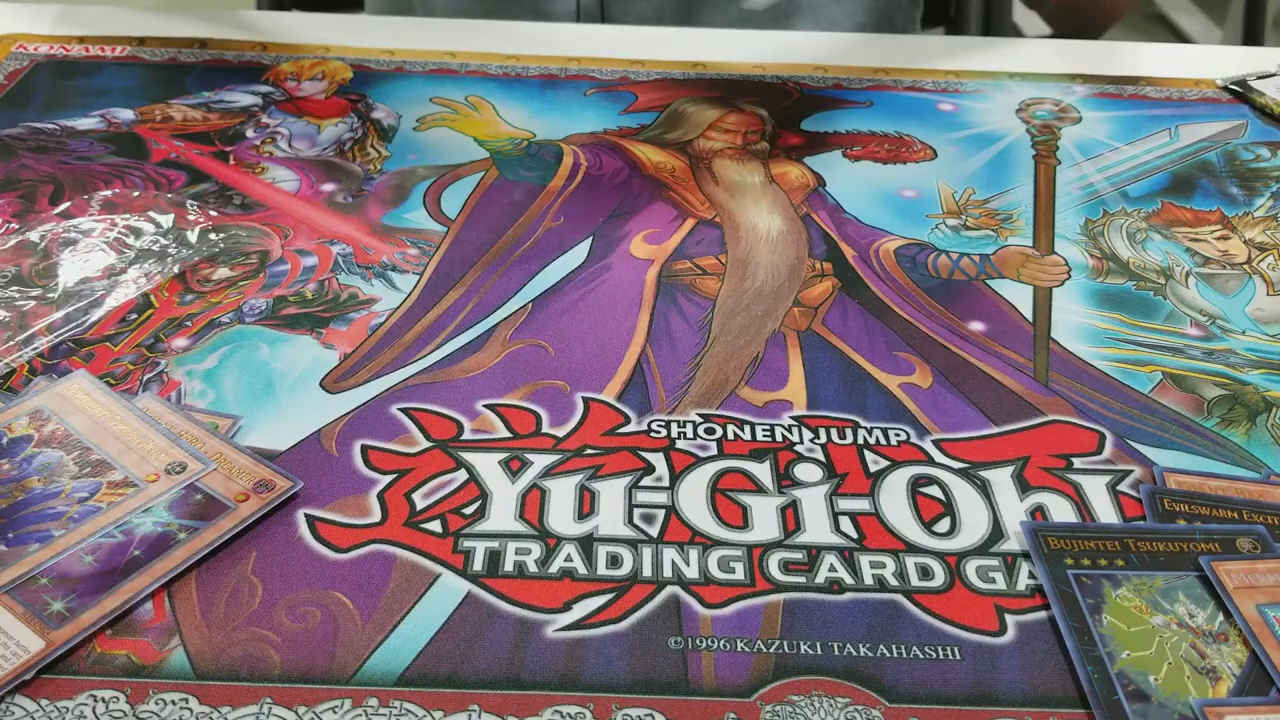 KONAMI
SHONEN JUMP
Yu-Gi-Oh!
TRADING CARD GA
©1996 KAZUKI TAKAHASHI
DREAMER
EVILSWARM EXCIT
BUJINTEI TSUKUYOMI